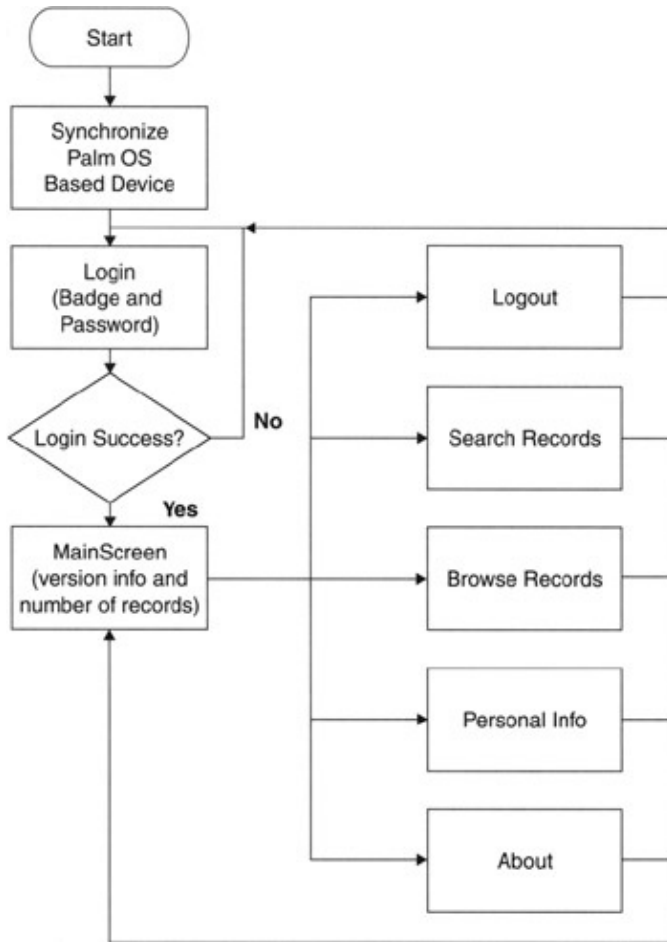 Start
Synchronize
Palm OS
Based Device
Login
(Badge and
Password)
Login Success?
No
Yes
MainScreen
(version info and
number of records)
Logout
Search Records
Browse Records
Personal Info
About